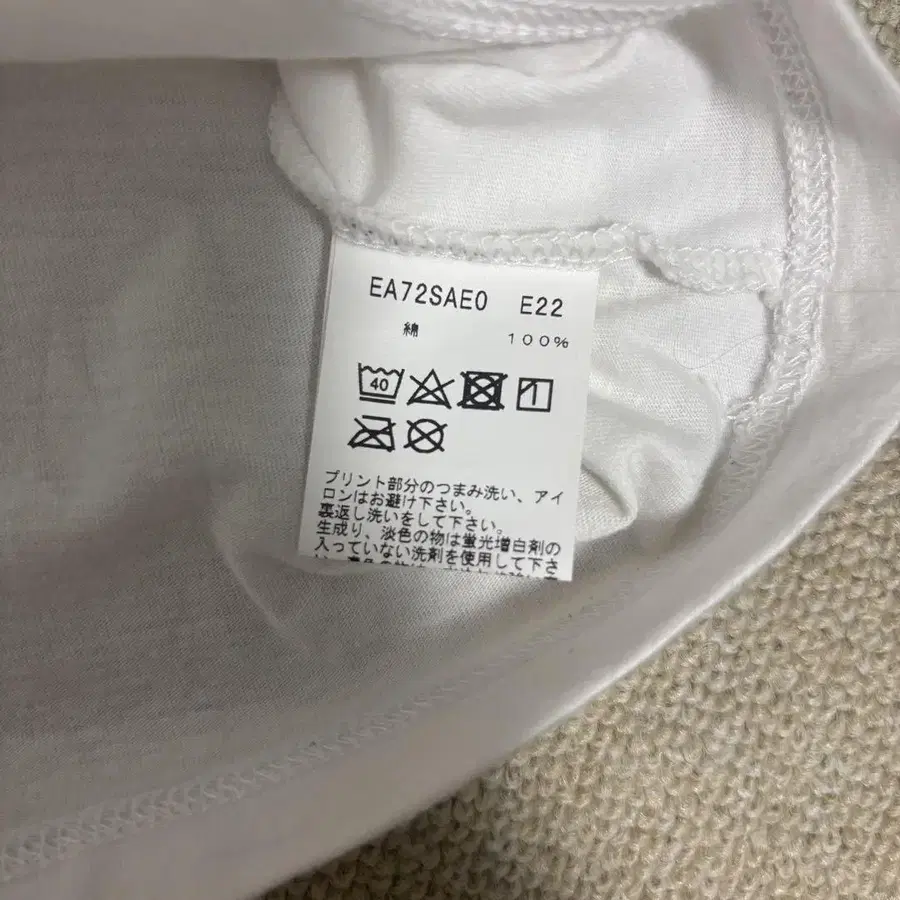 EA72SAE0 E22
綿 100%
40
プリント部分のつまみ洗い、アイ
ロンはお避け下さい。
裏返し洗いをして下さい。
生成り、淡色の物は蛍光増白剤の
入っていない洗剤を使用して下さ